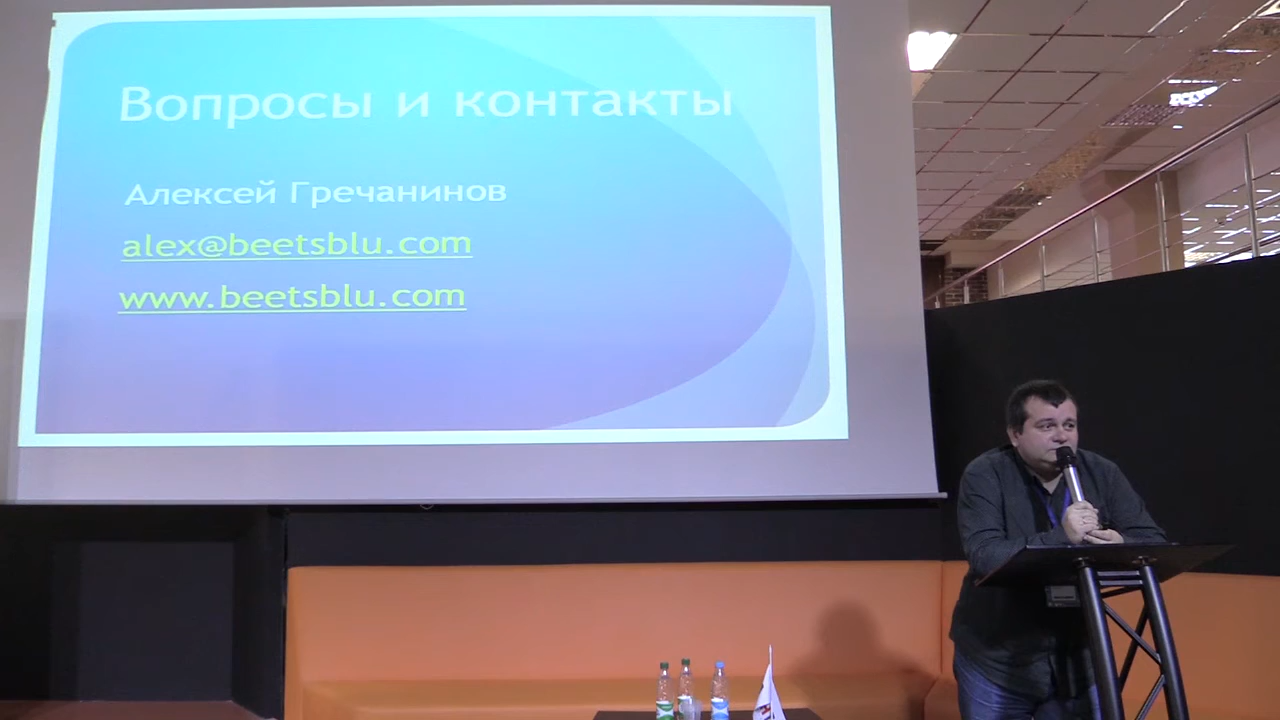 Вопросы и контакты
Алексей Гречанинов
alex@beetsblu.com
www.beetsblu.com